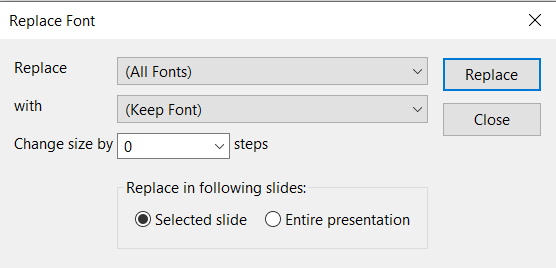 Replace Font
Replace (All Fonts) Replace
with (Keep Font) Close
Change size by 0 steps
Replace in following slides:
Selected slide Entire presentation